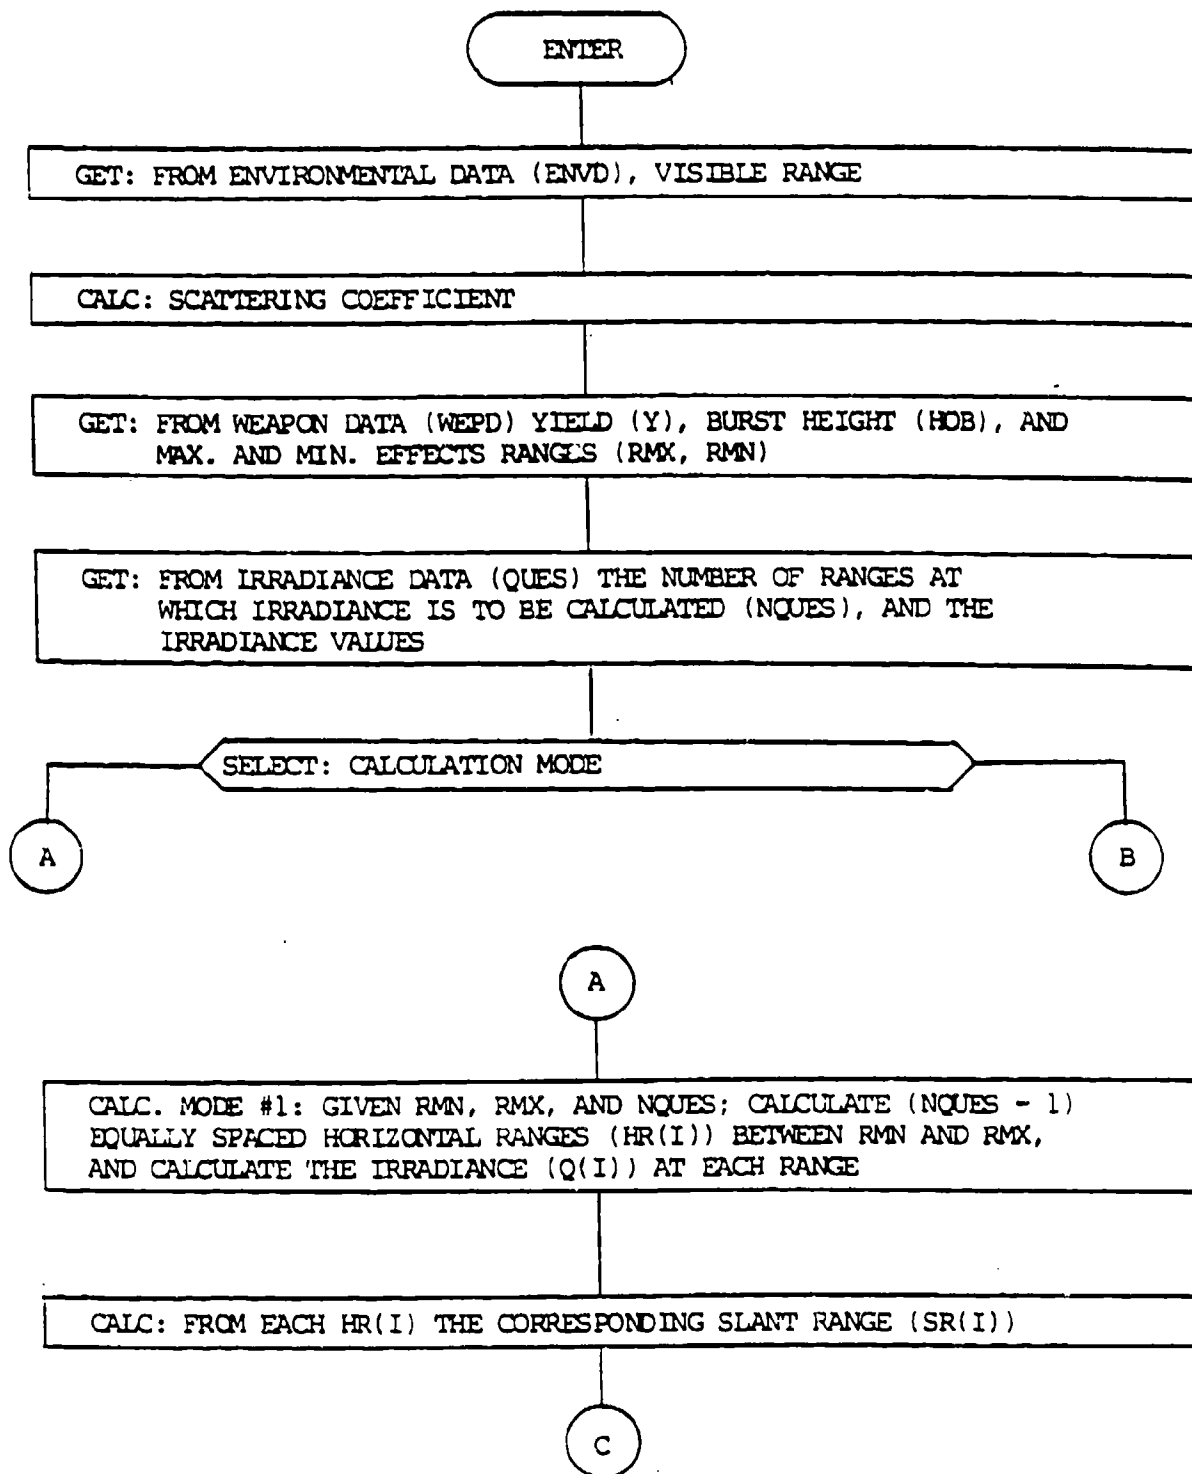 ENTER
GET: FROM ENVIRONMENTAL DATA (ENVD), VISIBLE RANGE
CALC: SCATTERING COEFFICIENT
GET: FROM WEAPON DATA (WEPD) YIELD (Y), BURST HEIGHT (HOB), AND
MAX. AND MIN. EFFECTS RANGES (RMX, RMN)
GET: FROM IRRADIANCE DATA (QUES) THE NUMBER OF RANGES AT
WHICH IRRADIANCE IS TO BE CALCULATED (NQUES), AND THE
IRRADIANCE VALUES
SELECT: CALCULATION MODE
A
B
A
CALC. MODE #1: GIVEN RMN, RMX, AND NQUES; CALCULATE (NQUES - 1)
EQUALLY SPACED HORIZONTAL RANGES (HR(I)) BETWEEN RMN AND RMX,
AND CALCULATE THE IRRADIANCE (Q(I)) AT EACH RANGE
CALC: FROM EACH HR(I) THE CORRESPONDING SLANT RANGE (SR(I))
C